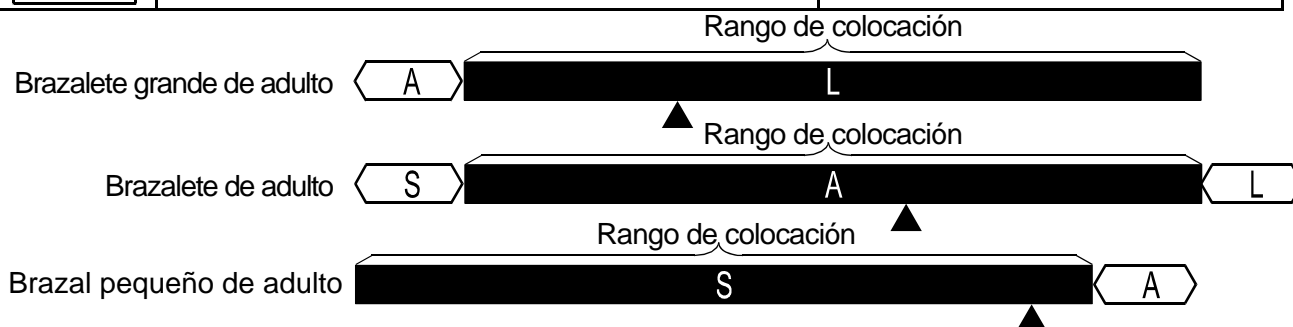 Rango de colocación
Brazalete grande de adulto A L
Rango de colocación
Brazalete de adulto S A L
Rango de colocación
Brazal pequeño de adulto S A